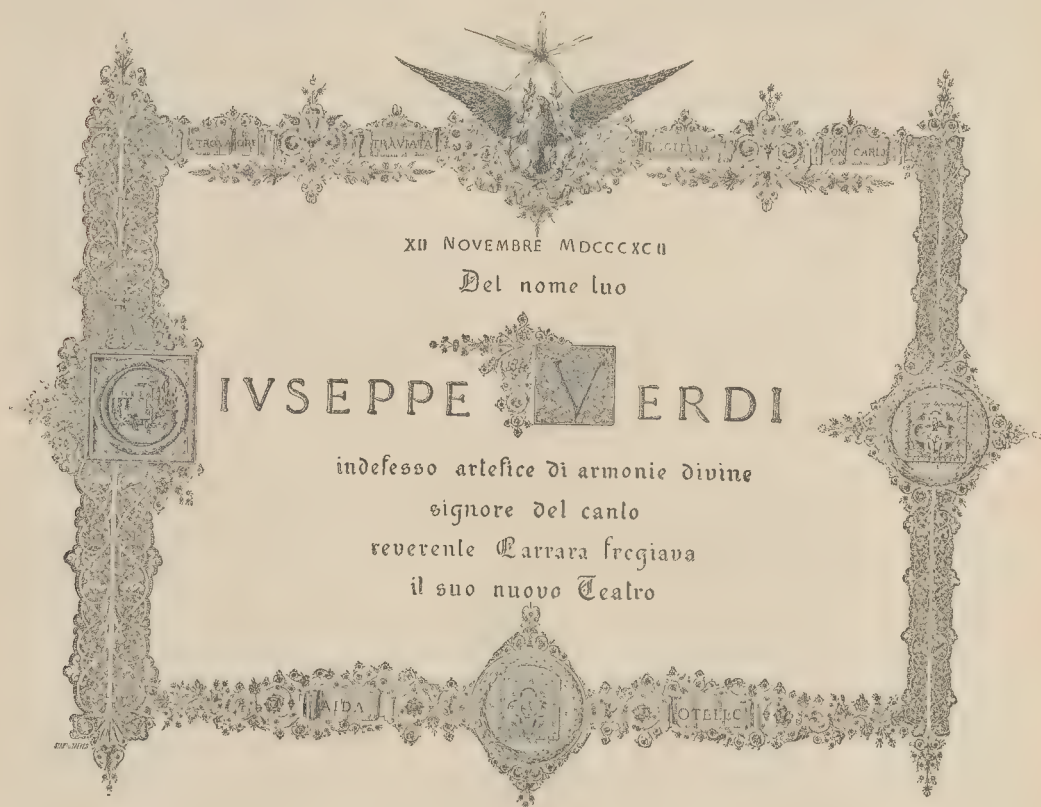 TRAVIATA
XII NOVEMBRE MDCCCXCII
Del nome tuo
GIVSEPPE VERDI
indefesso artefice di armonie divine
signore del canto
reverente Carrara fregiava
il suo nuovo Teatro
AIDA
OTELLO